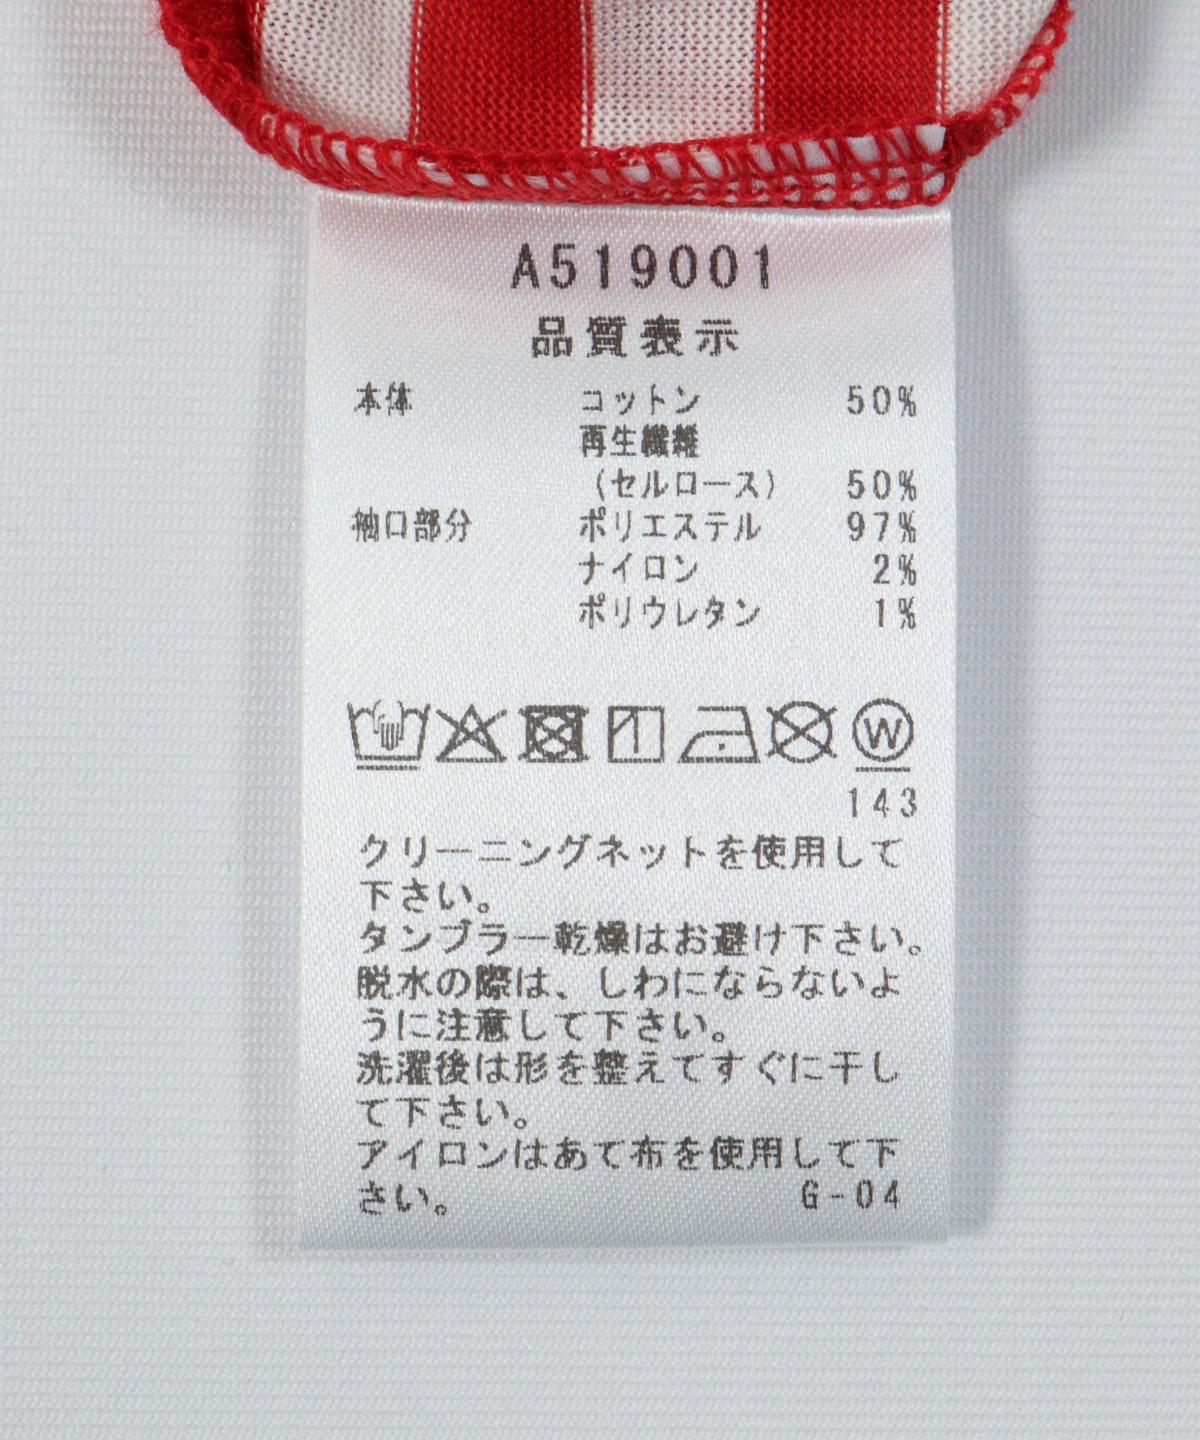 A519001
品質表示
本体 コットン 50%
再生繊維
(セルロース) 50%
袖口部分 ポリエステル 97%
ナイロン 2%
ポリウレタン 1%
W
143
クリーニングネットを使用して
下さい。
タンブラー乾燥はお避け下さい。
脱水の際は、しわにならないよ
うに注意して下さい。
洗濯後は形を整えてすぐに干し
て下さい。
アイロンはあて布を使用して下
さい。 G-04